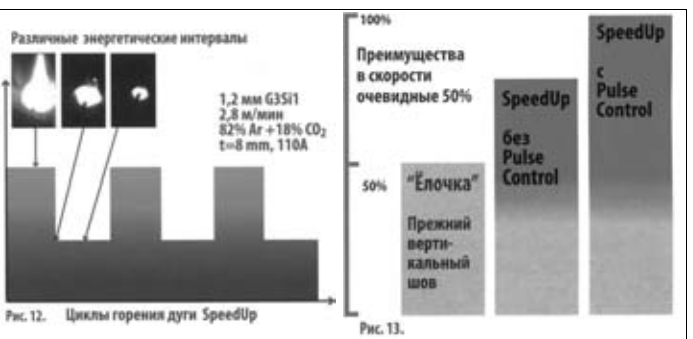 Различные энергетические интервалы
1,2 мм G3Si1
2,8 м/мин
82% Ar +18% CO₂
t=8 mm, 110A
Рис. 12. Циклы горения дуги SpeedUp
100%
Преимущества
в скорости
очевидные 50%
50%
"Ёлочка"
Прежний
верти-
кальный
шов
SpeedUp
без
Pulse
Control
SpeedUp
с
Pulse
Control
Рис. 13.